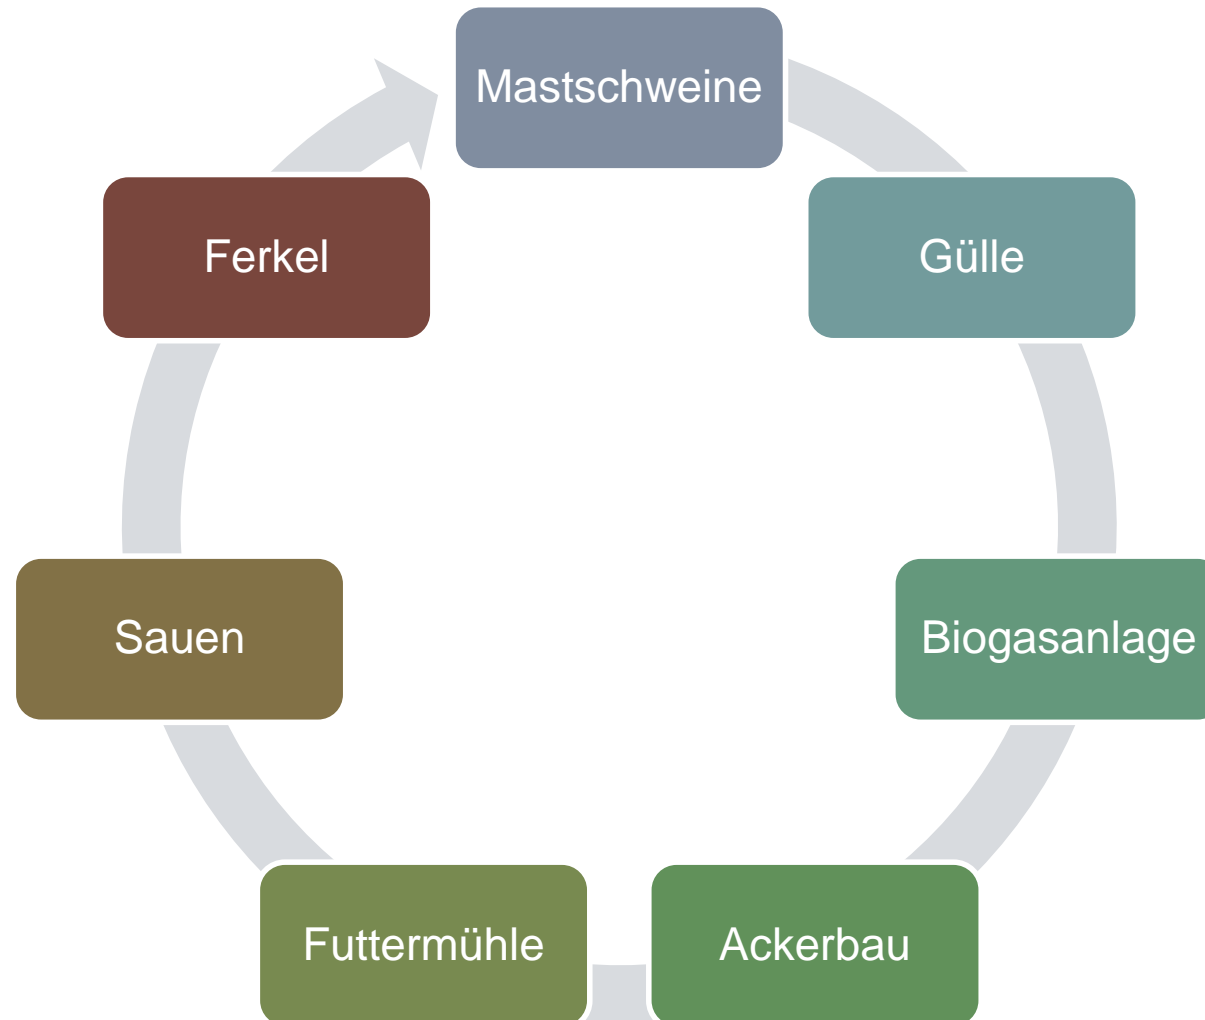 Mastschweine
Gülle
Biogasanlage
Ackerbau
Futtermühle
Sauen
Ferkel